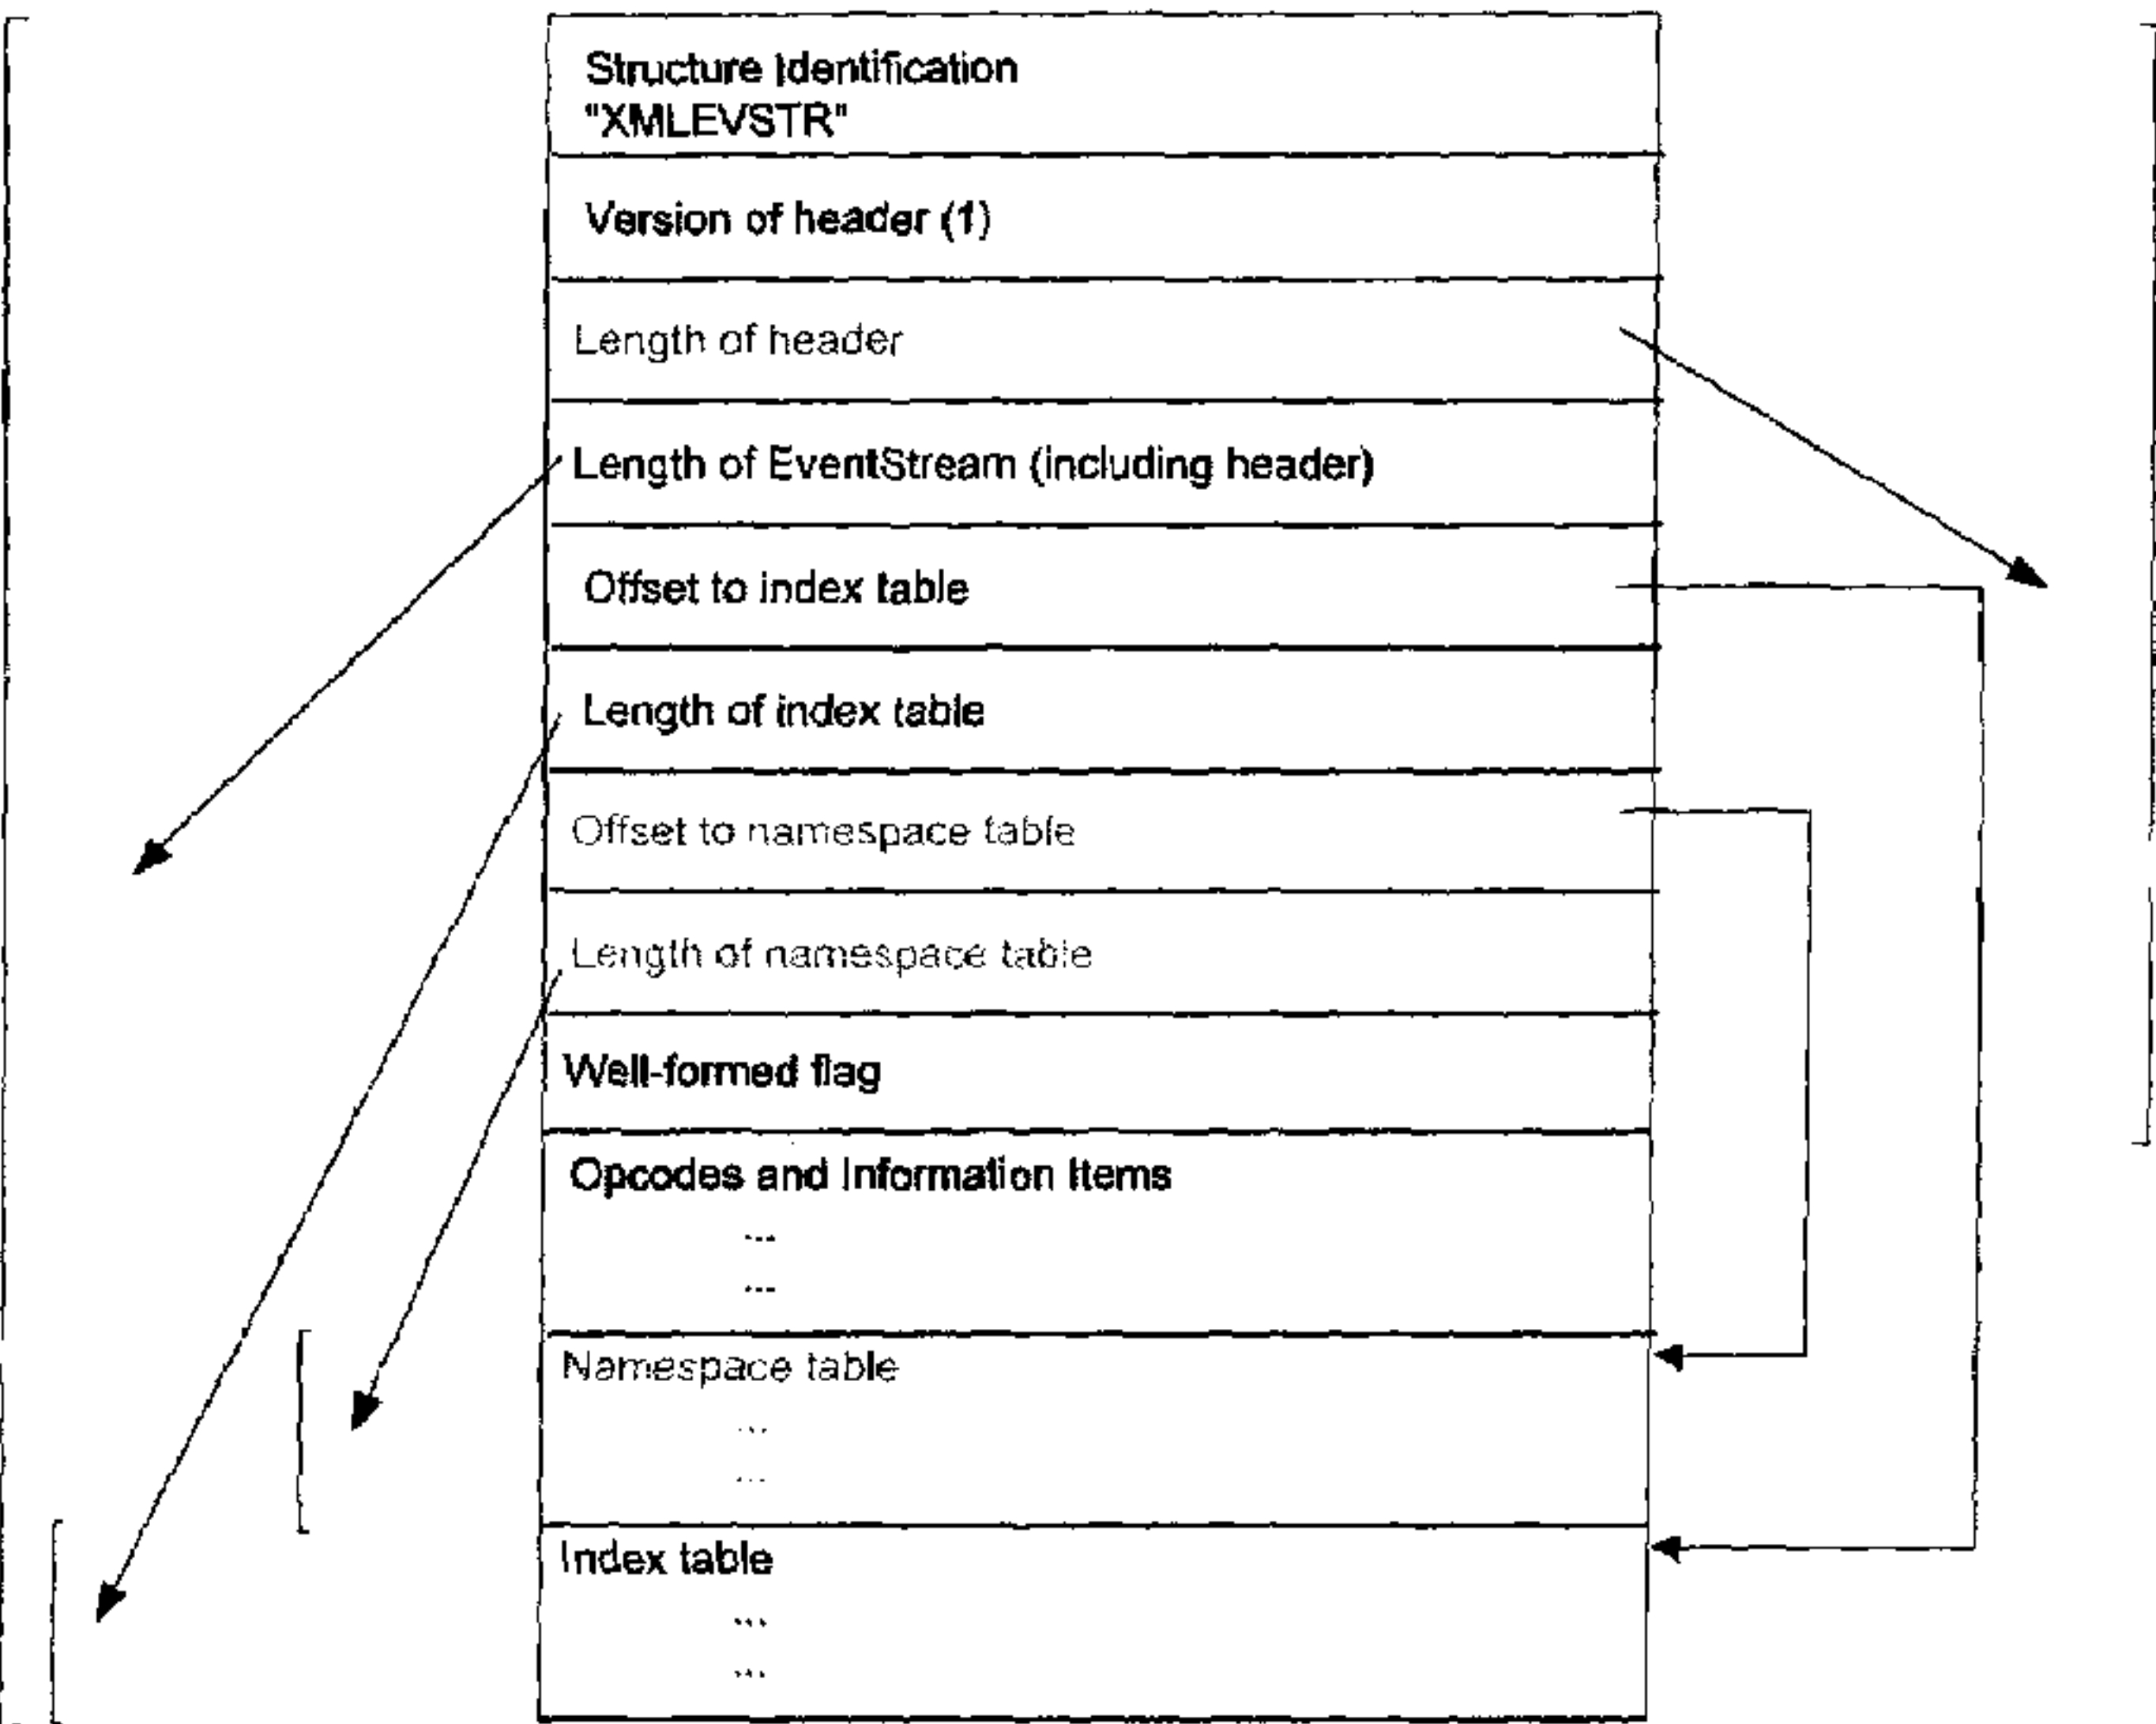 Structure Identification
"XMLEVSTR"
Version of header (1)
Length of header
Length of EventStream (including header)
Offset to index table
Length of index table
Offset to namespace table
Length of namespace table
Well-formed flag
Opcodes and Information Items
...
...
Namespace table
...
...
Index table
...
...